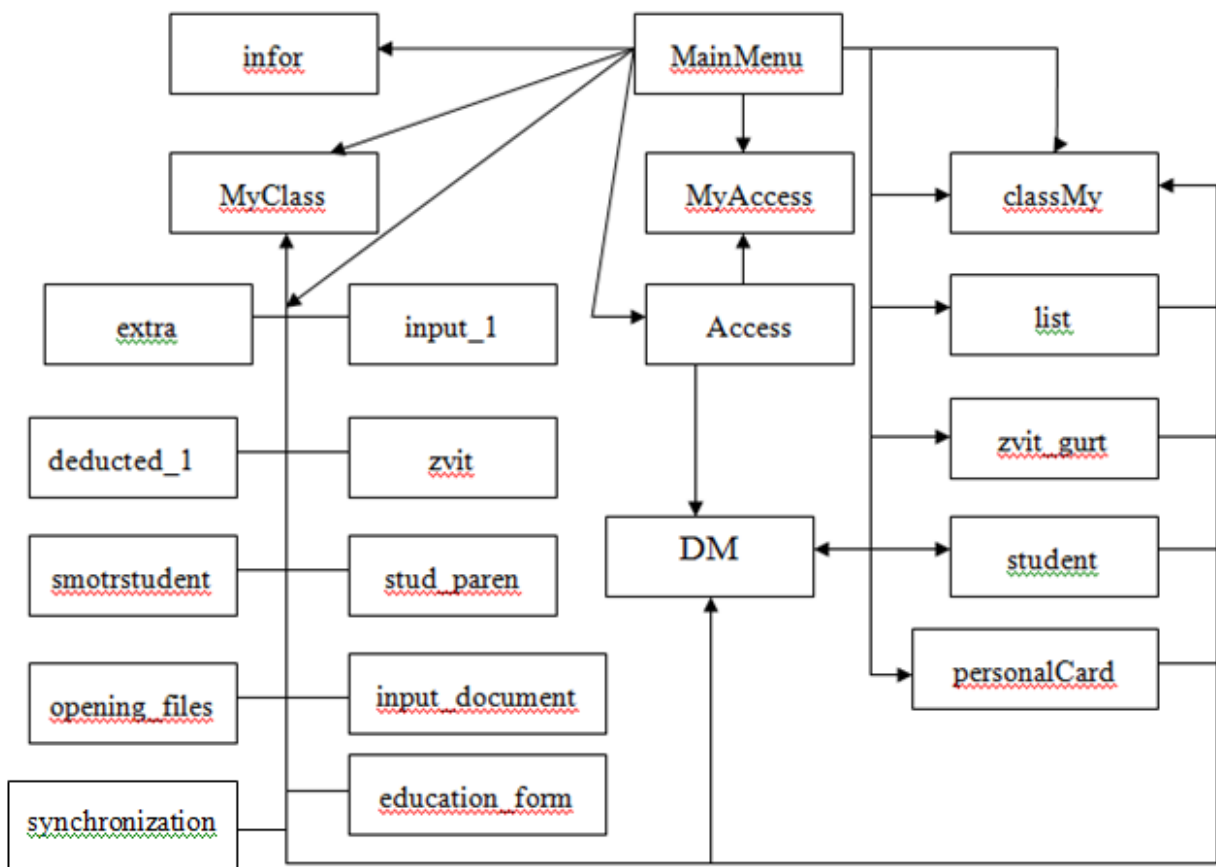 infor
MainMenu
MyClass
MyAccess
classMy
extra
input_1
Access
list
deducted_1
zvit
zvit_gurt
smotrstudent
stud_paren
DM
student
opening_files
input_document
personalCard
synchronization
education_form